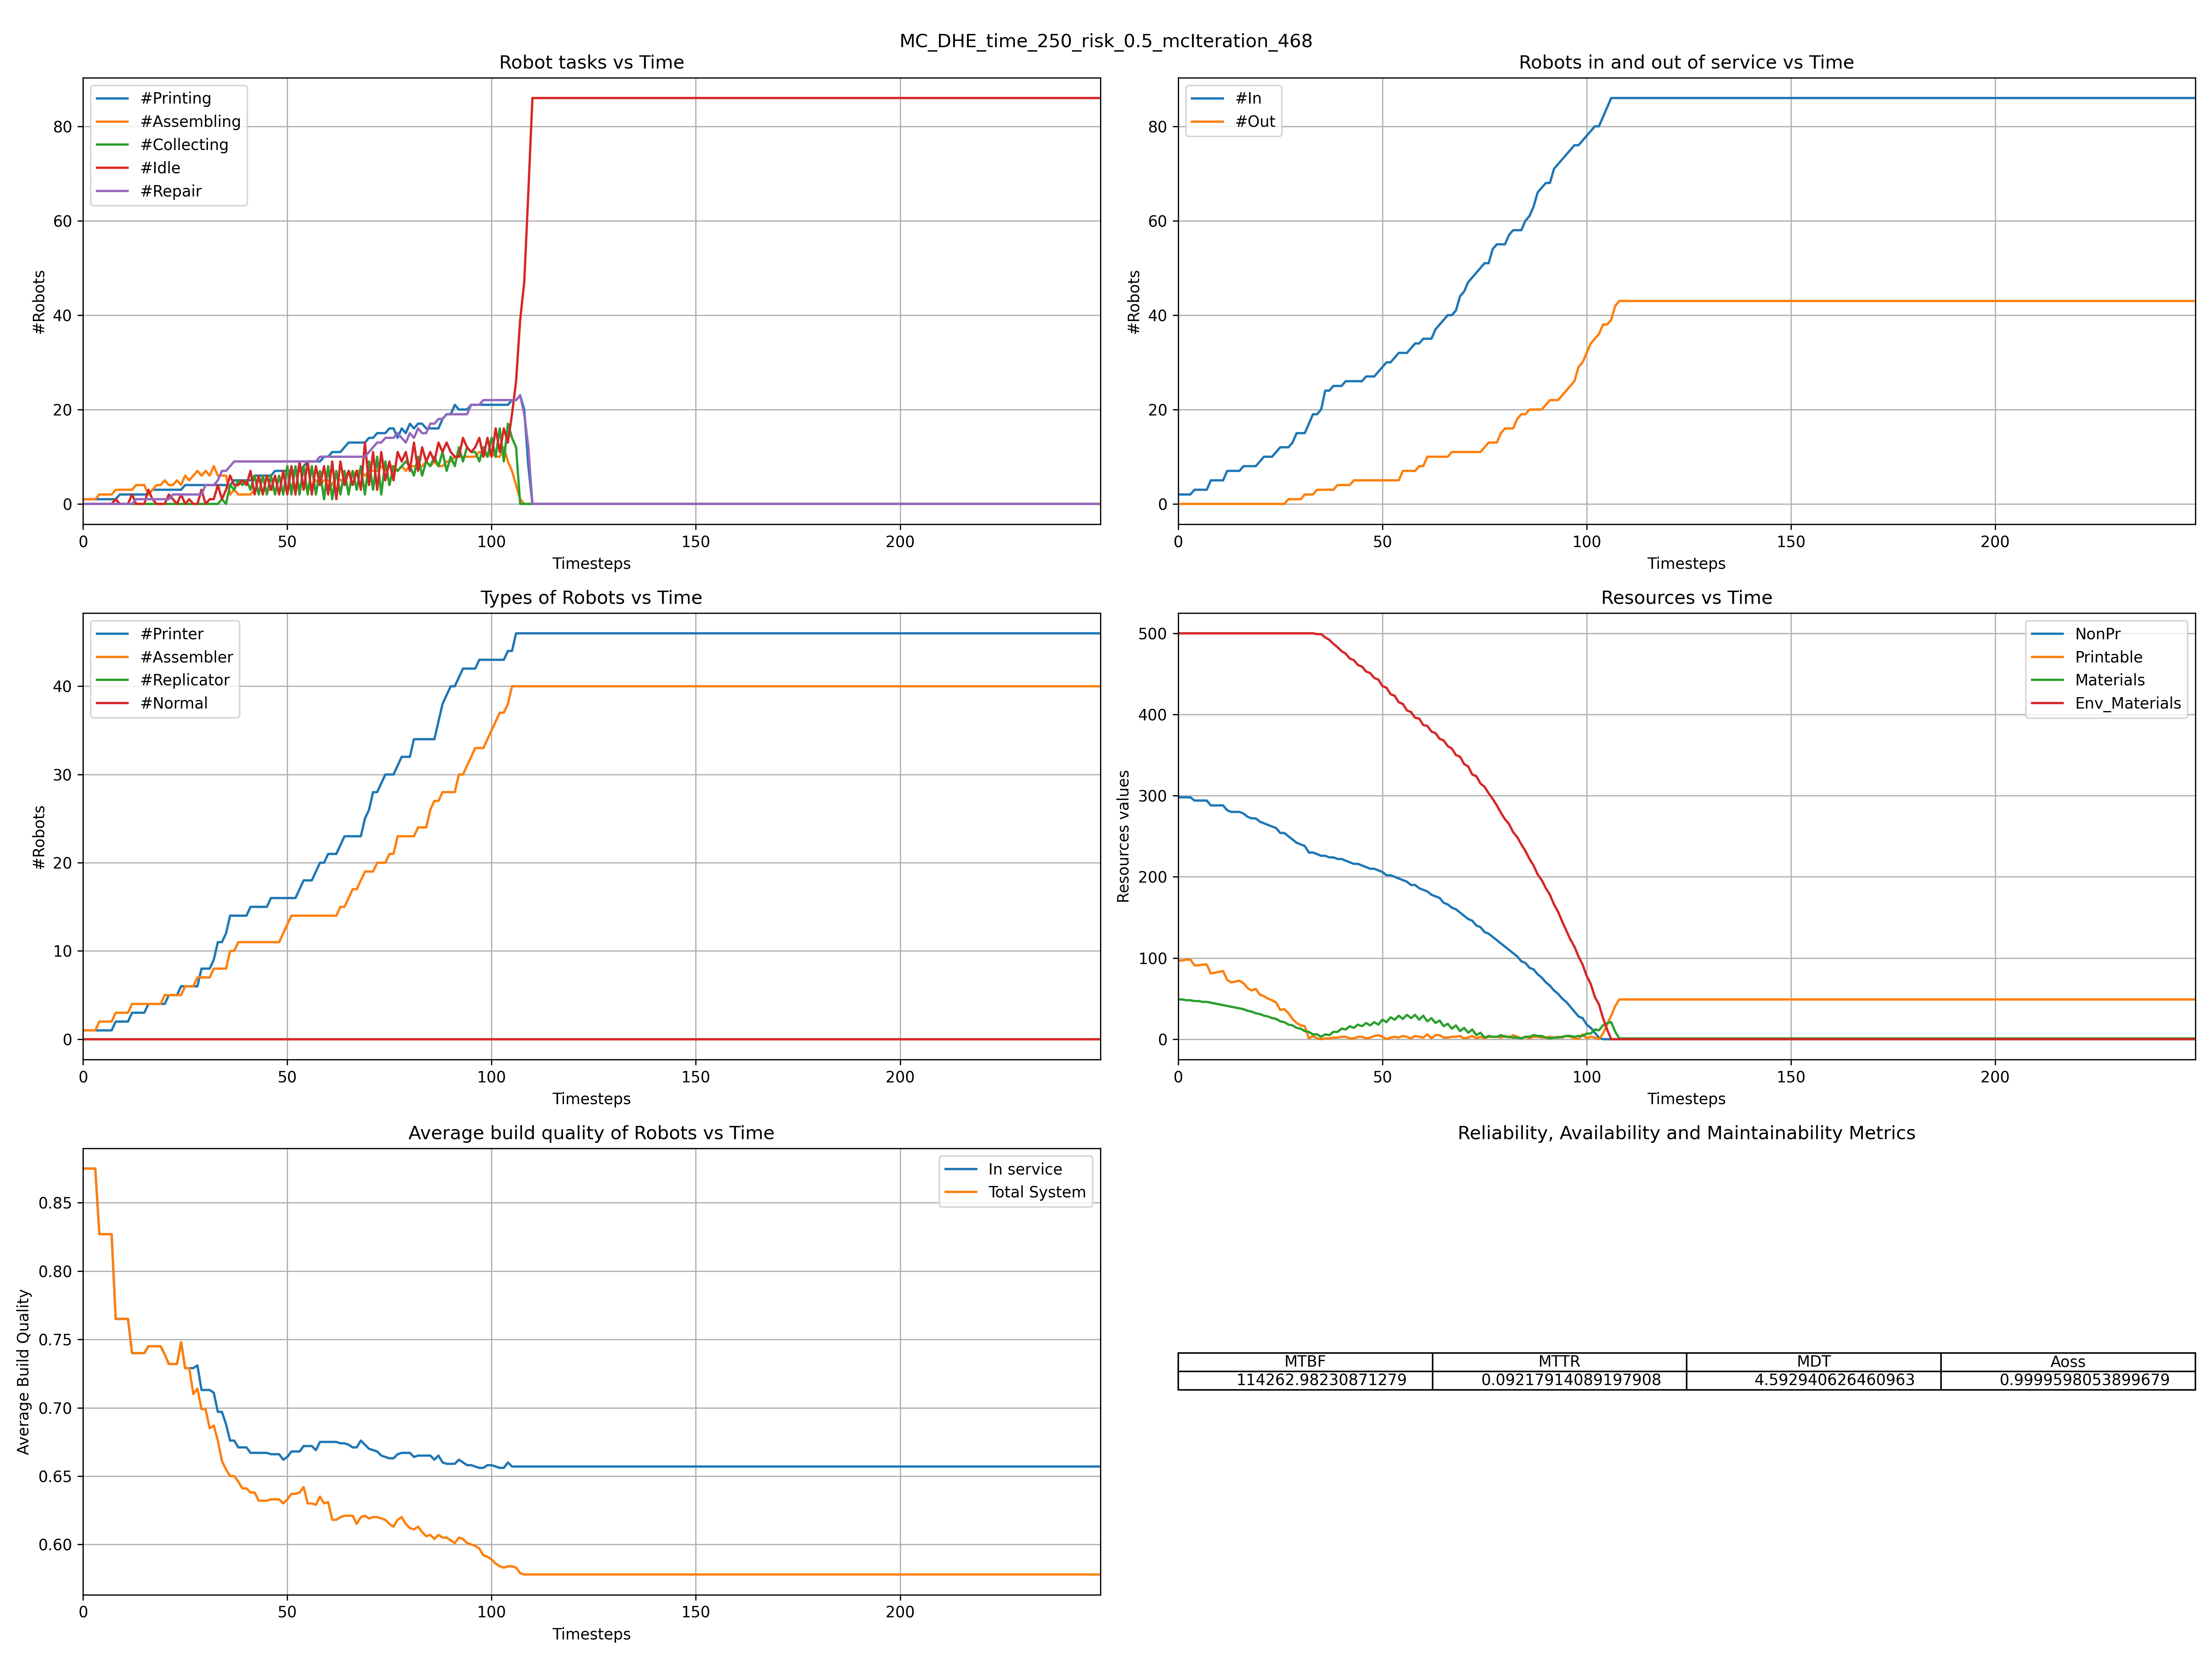 MC_DHE_time_250_risk_0.5_mcIteration_468
Robot tasks vs Time
#Printing
#Assembling
#Collecting
#Idle
#Repair
80
60
40
20
0
#Robots
0 50 100 150 200
Timesteps
Robots in and out of service vs Time
#In
#Out
80
60
40
20
0
#Robots
0 50 100 150 200
Timesteps
Types of Robots vs Time
#Printer
#Assembler
#Replicator
#Normal
40
30
20
10
0
#Robots
0 50 100 150 200
Timesteps
Resources vs Time
NonPr
Printable
Materials
Env_Materials
500
400
300
200
100
0
Resources values
0 50 100 150 200
Timesteps
Average build quality of Robots vs Time
In service
Total System
0.85
0.80
0.75
0.70
0.65
0.60
Average Build Quality
0 50 100 150 200
Timesteps
Reliability, Availability and Maintainability Metrics
MTBF MTTR MDT Aoss
114262.98230871279 0.09217914089197908 4.592940626460963 0.9999598053899679